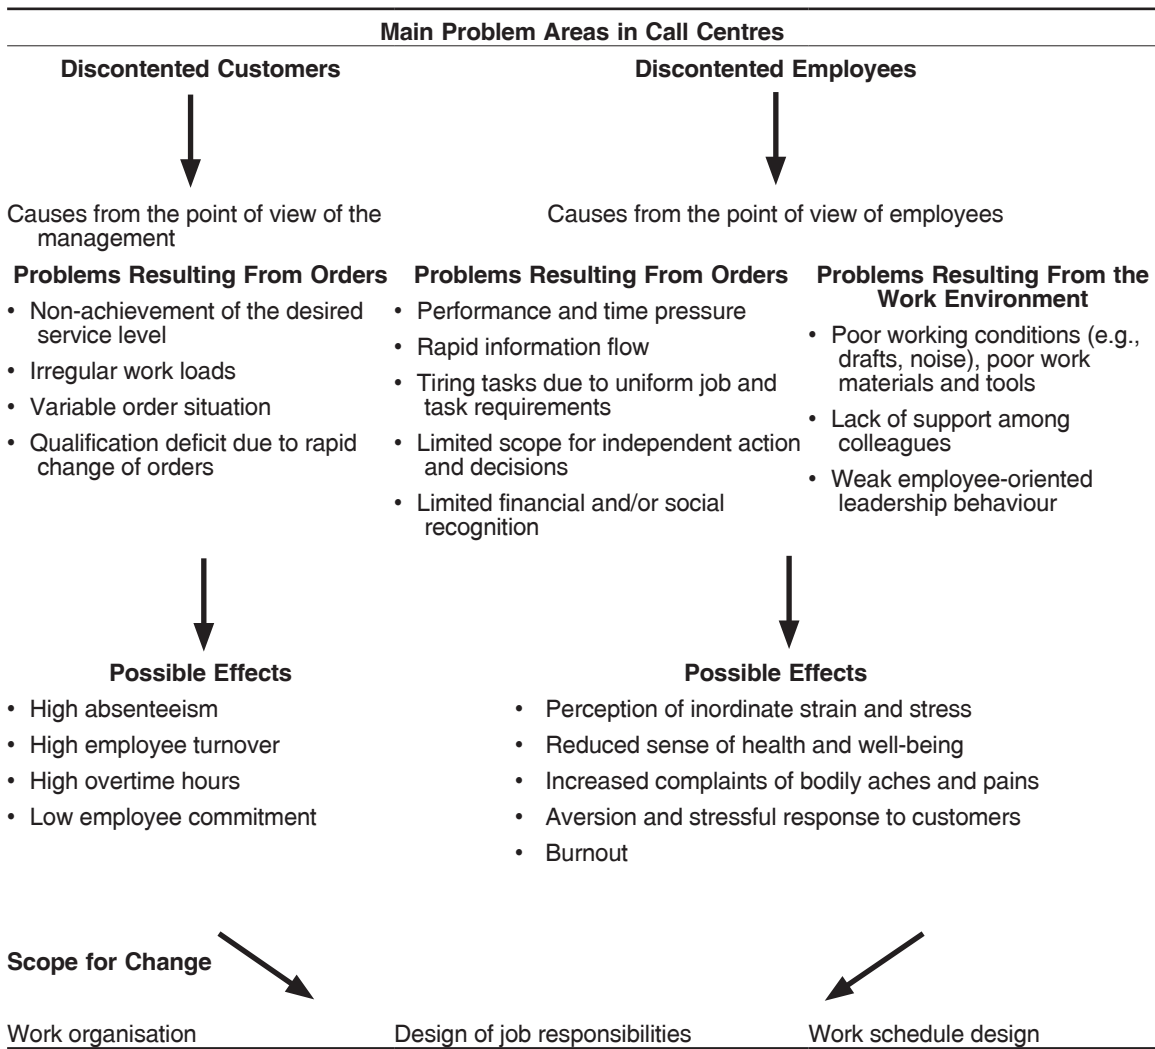 Main Problem Areas in Call Centres
Discontented Customers
Discontented Employees
Causes from the point of view of the
management
Causes from the point of view of employees
Problems Resulting From Orders
• Non-achievement of the desired
service level
• Irregular work loads
• Variable order situation
• Qualification deficit due to rapid
change of orders
Problems Resulting From Orders
• Performance and time pressure
• Rapid information flow
• Tiring tasks due to uniform job and
task requirements
• Limited scope for independent action
and decisions
• Limited financial and/or social
recognition
Problems Resulting From the
Work Environment
• Poor working conditions (e.g.,
drafts, noise), poor work
materials and tools
• Lack of support among
colleagues
• Weak employee-oriented
leadership behaviour
Possible Effects
• High absenteeism
• High employee turnover
• High overtime hours
• Low employee commitment
Possible Effects
• Perception of inordinate strain and stress
• Reduced sense of health and well-being
• Increased complaints of bodily aches and pains
• Aversion and stressful response to customers
• Burnout
Scope for Change
Work organisation
Design of job responsibilities
Work schedule design